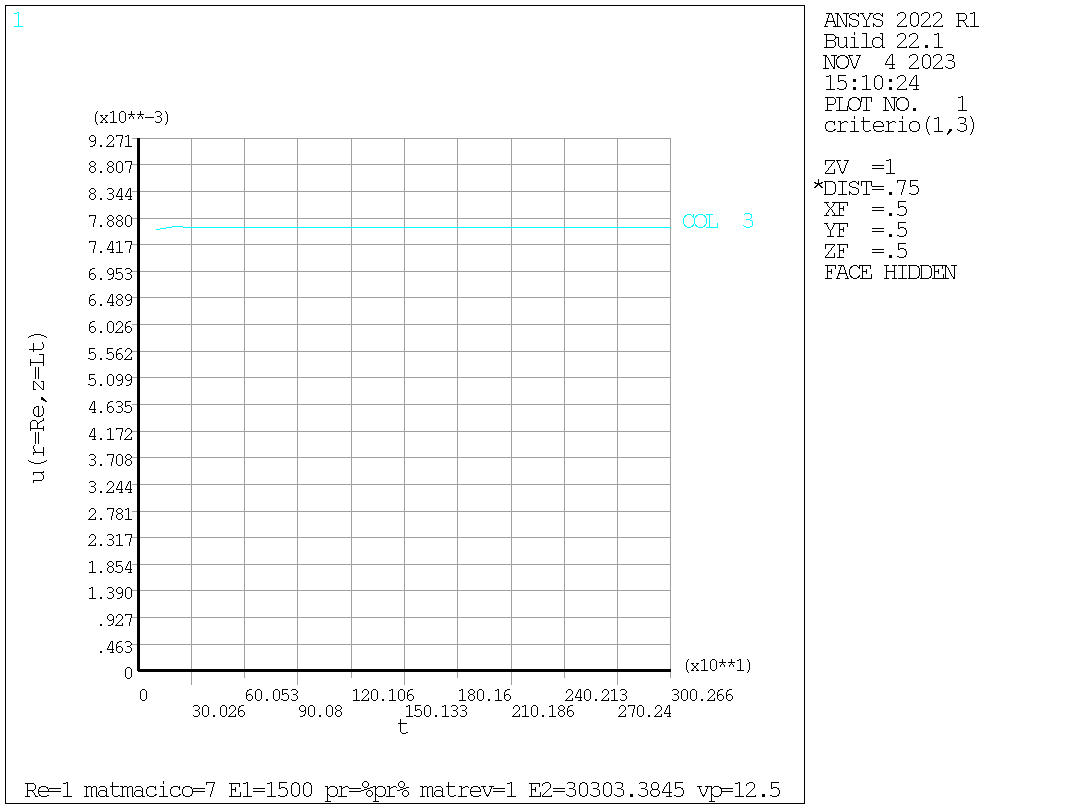 1
ANSYS 2022 R1
Build 22.1
NOV  4 2023
15:10:24
PLOT NO.   1
criterio(1,3)
ZV  =1
*DIST=.75
XF  =.5
YF  =.5
ZF  =.5
FACE HIDDEN
(x10**-3)
9.271
8.807
8.344
7.880
7.417
6.953
6.489
6.026
5.562
5.099
4.635
4.172
3.708
3.244
2.781
2.317
1.854
1.390
.927
.463
0
u(r=Re,z=Lt)
COL  3
(x10**1)
0 60.053 120.106 180.16 240.213 300.266
30.026 90.08 150.133 210.186 270.24
t
Re=1 matmacico=7 E1=1500 pr=%pr% matrev=1 E2=30303.3845 vp=12.5